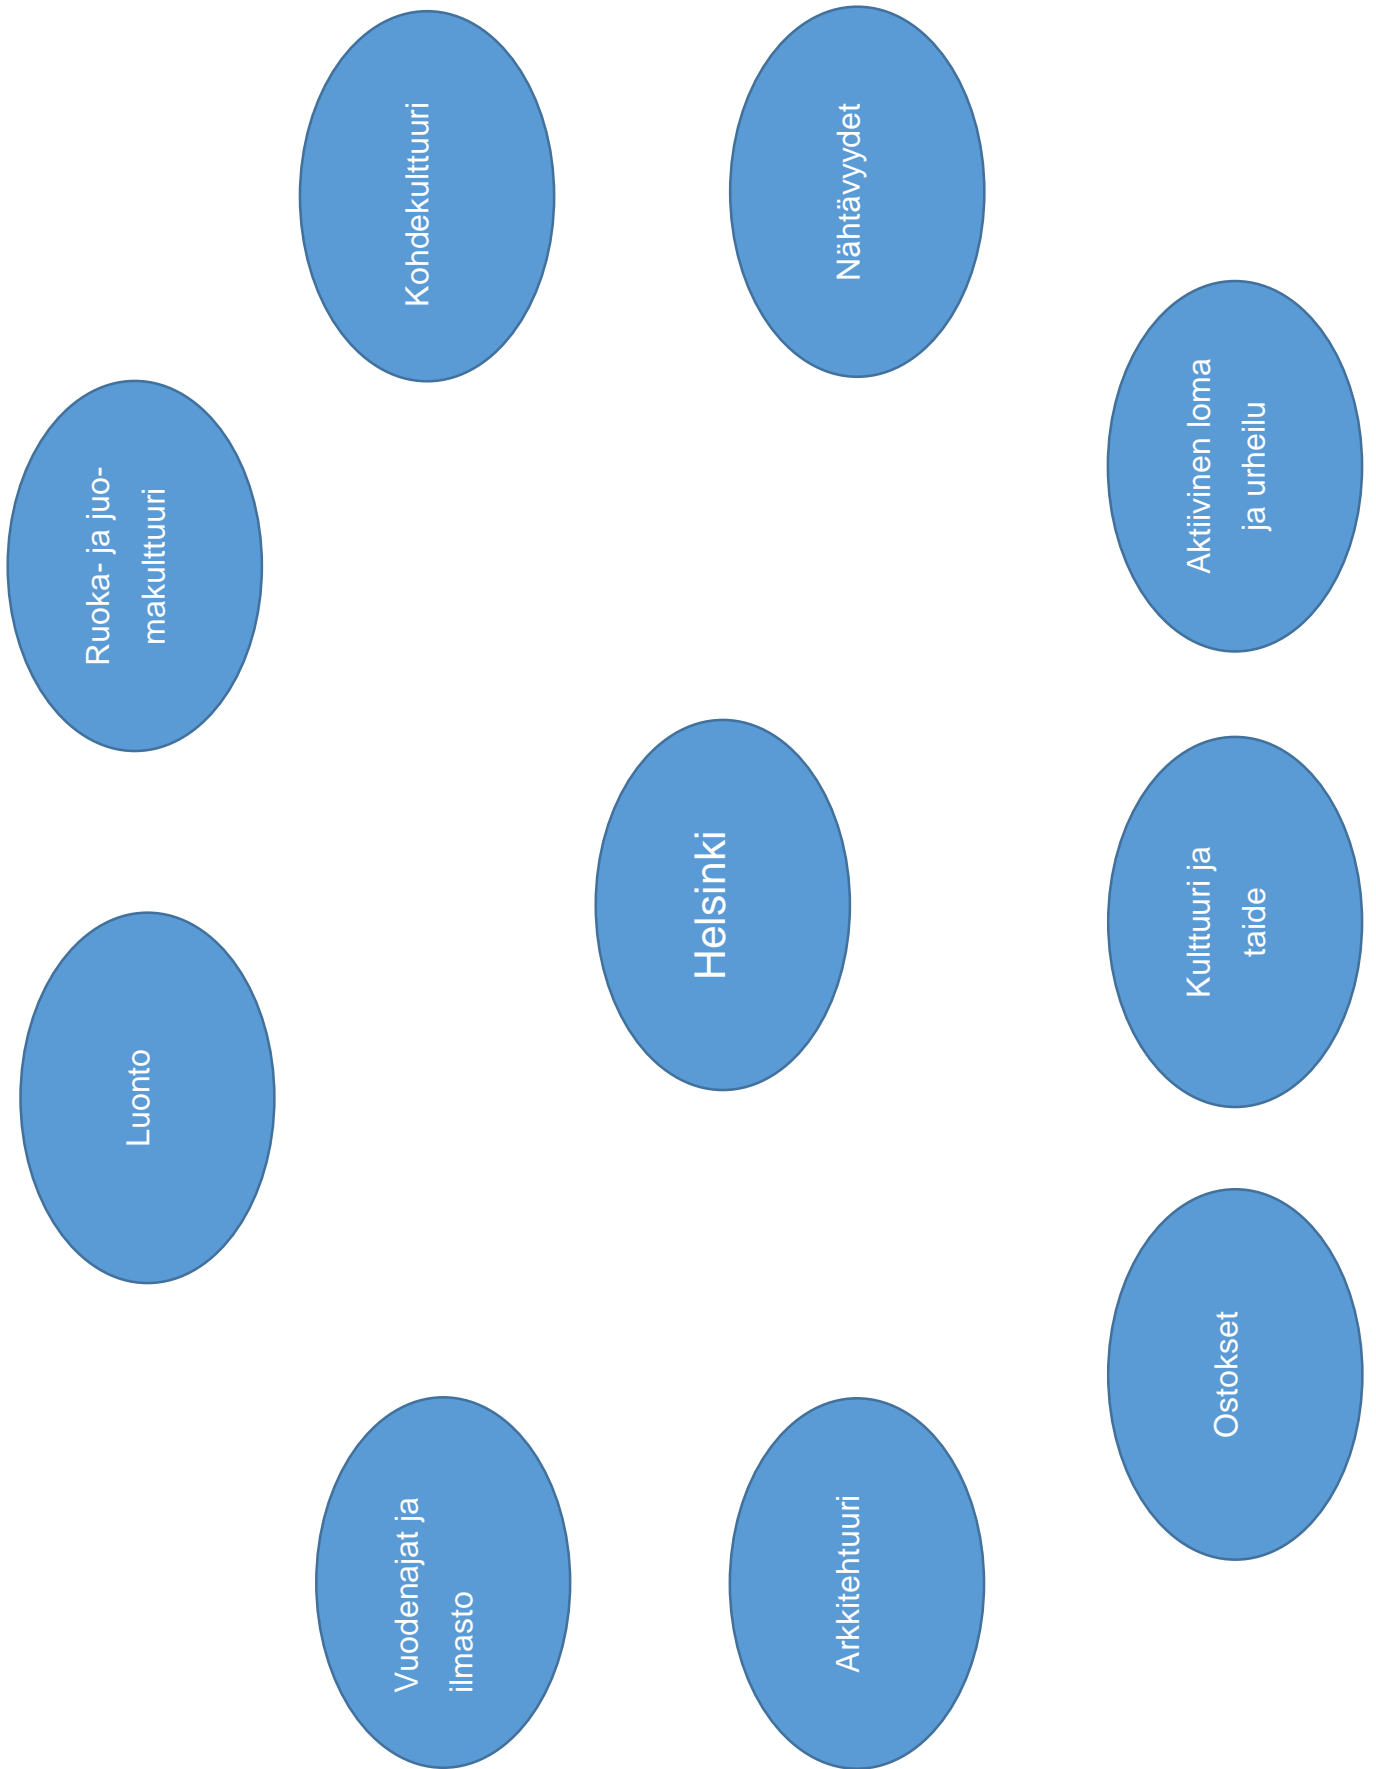 Luonto
Ruoka- ja juo-
makulttuuri
Vuodenajat ja
ilmasto
Kohdekulttuuri
Helsinki
Arkkitehtuuri
Nähtävyydet
Ostokset
Kulttuuri ja
taide
Aktiivinen loma
ja urheilu